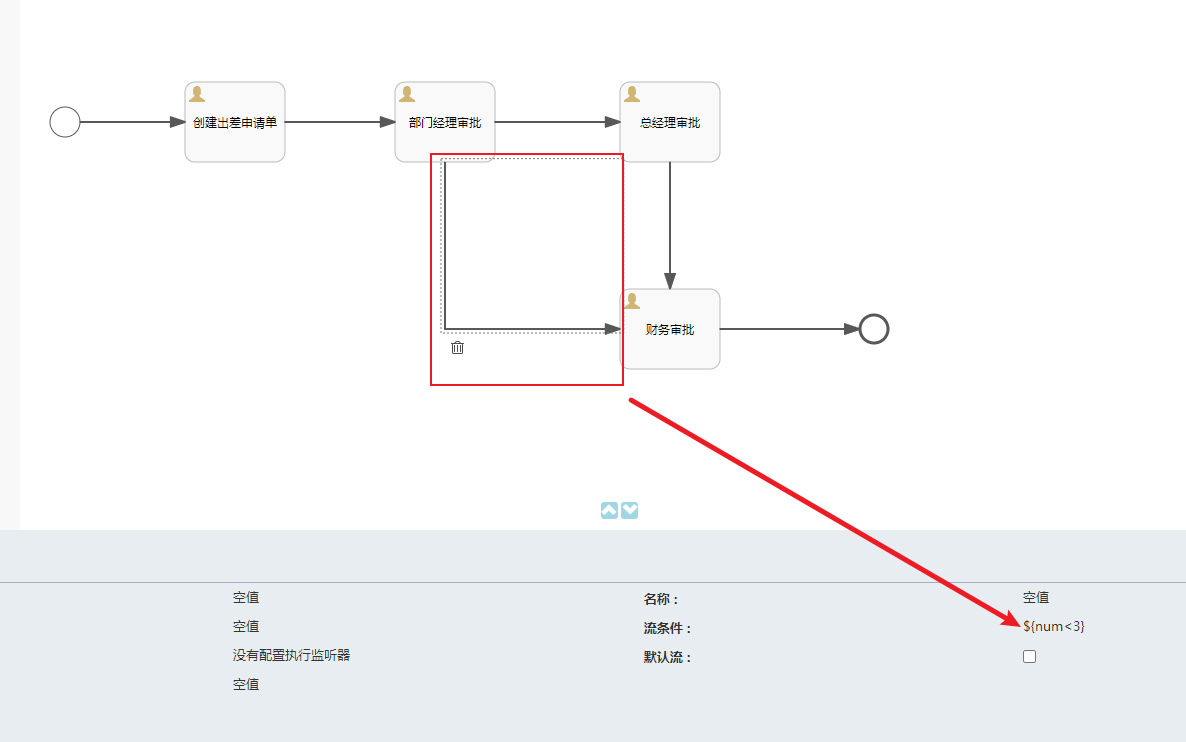 创建出差申请单
部门经理审批
总经理审批
财务审批
空值
名称：
空值
空值
流条件：
${num<3}
没有配置执行监听器
默认流：
空值